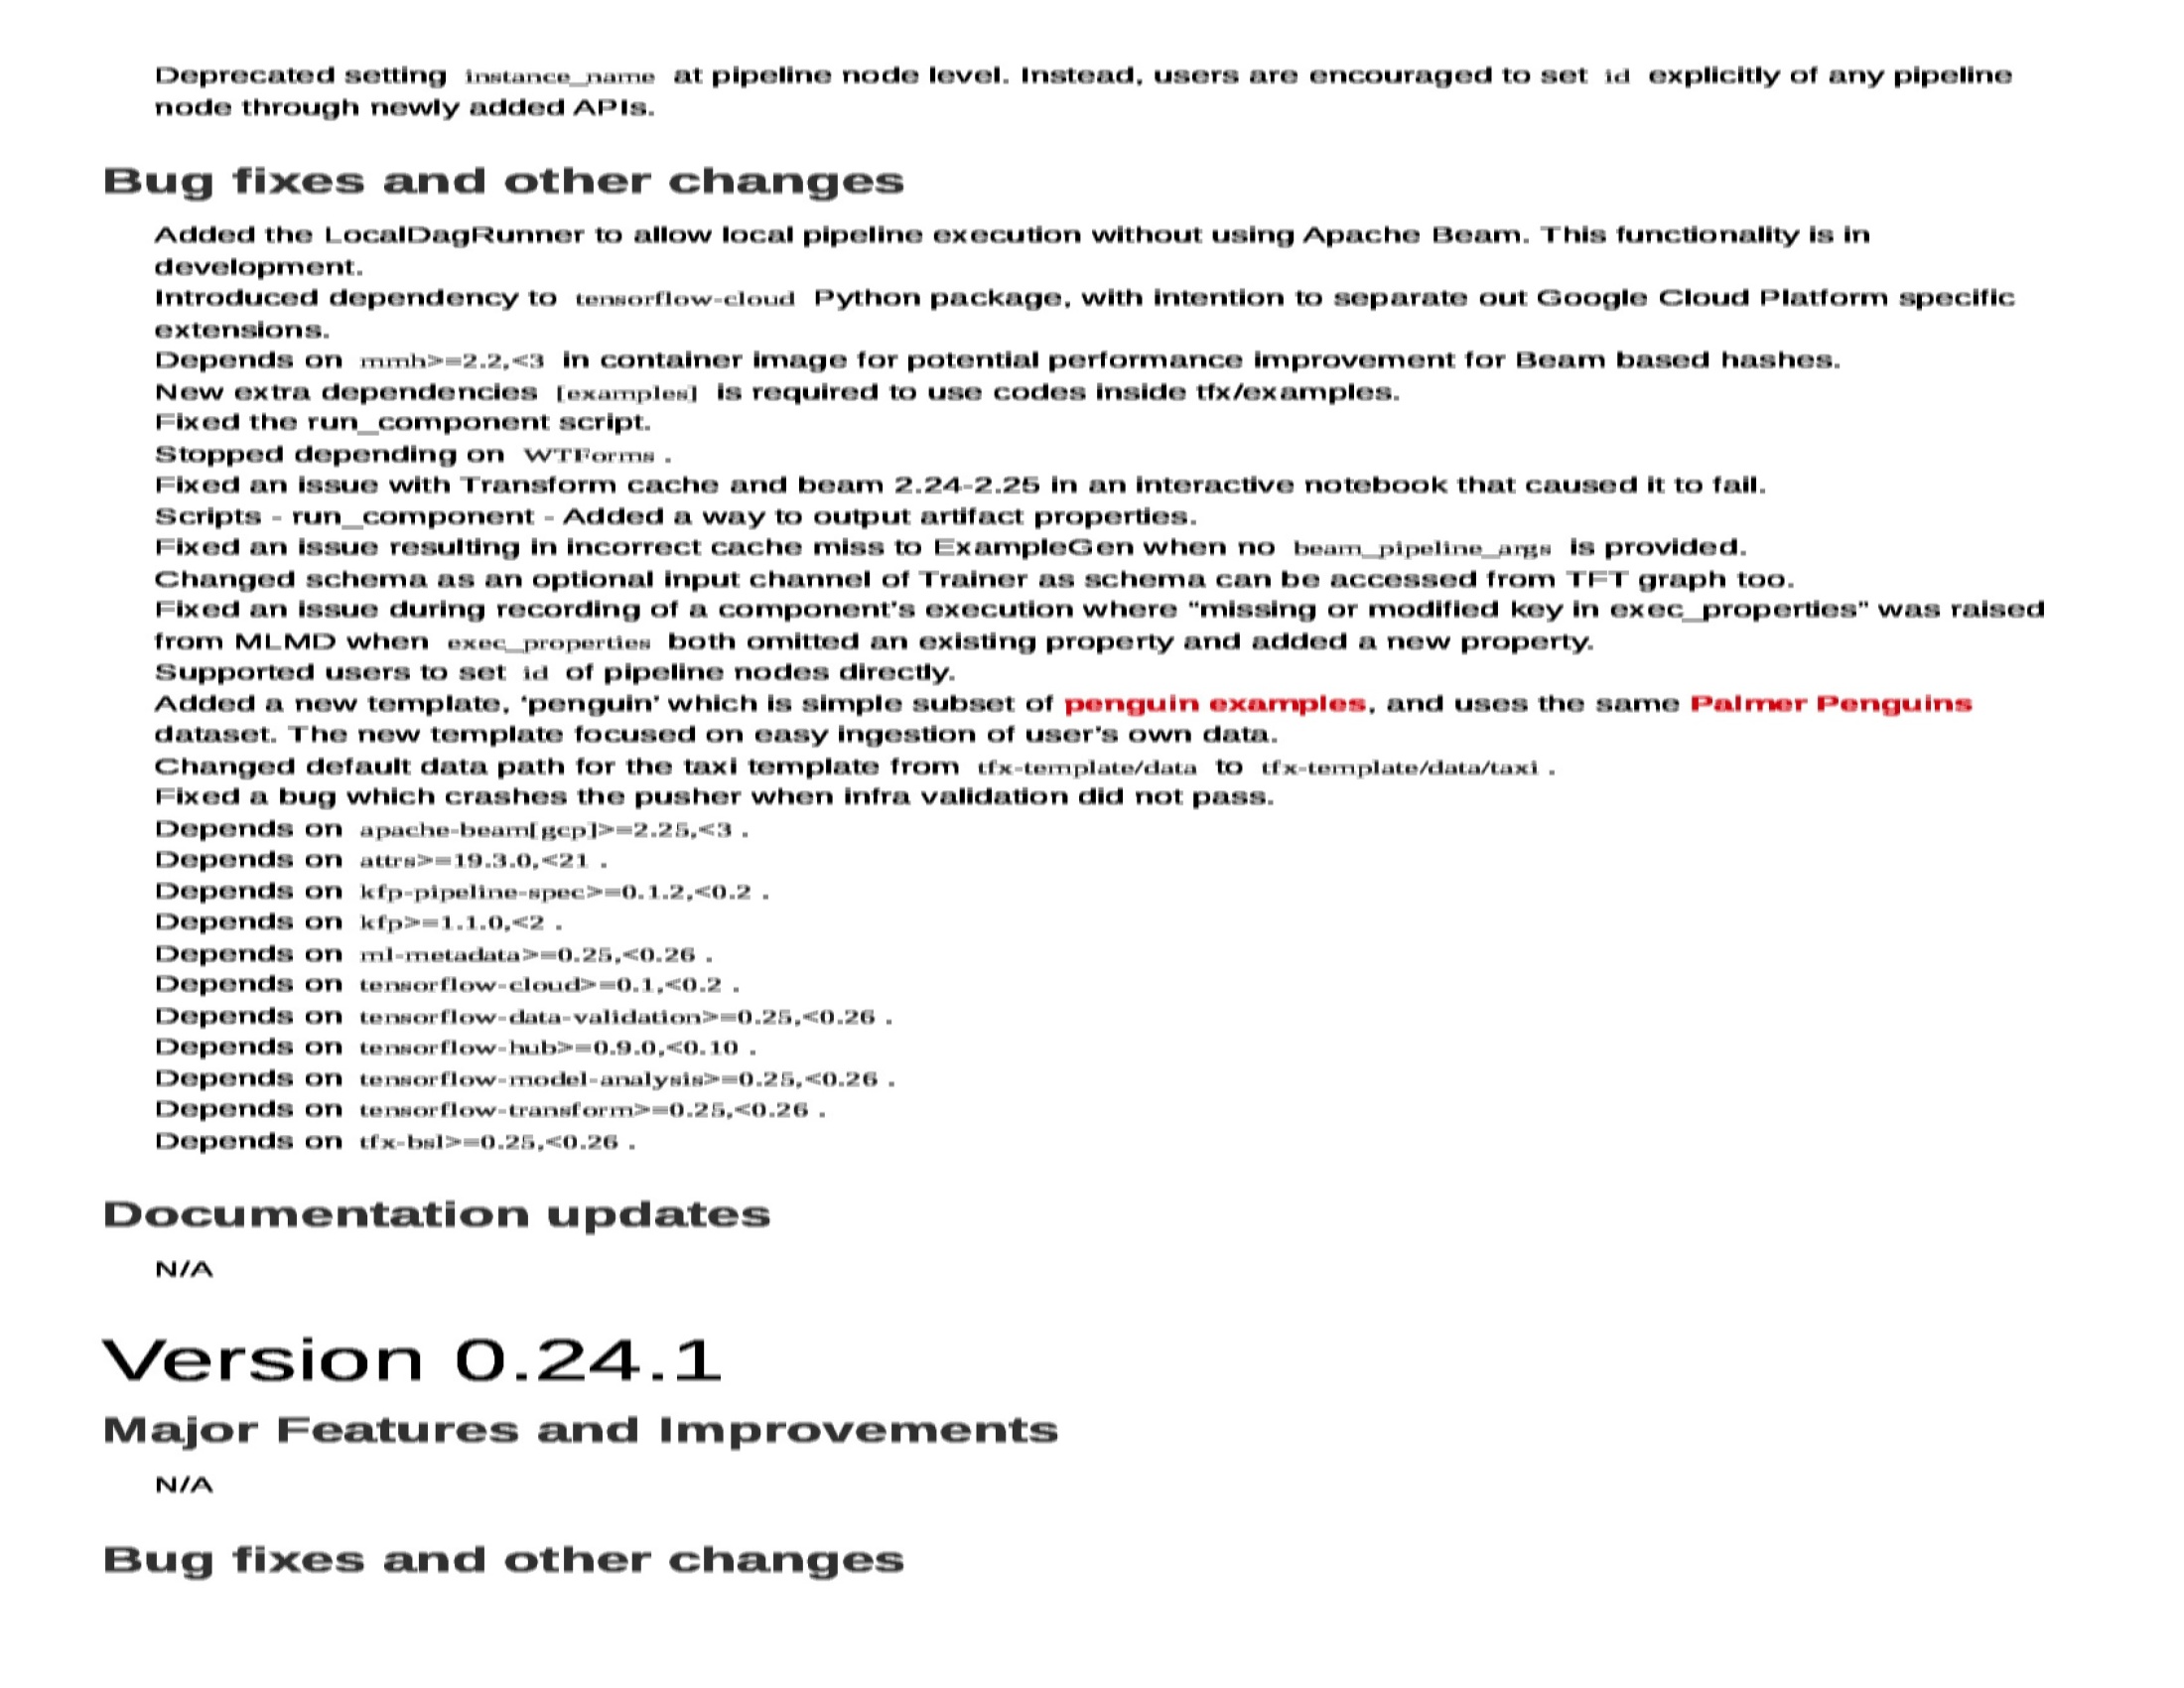 Deprecated setting instance_name at pipeline node level. Instead, users are encouraged to set id explicitly of any pipeline
node through newly added APIs.
Bug fixes and other changes
Added the LocalDagRunner to allow local pipeline execution without using Apache Beam. This functionality is in
development.
Introduced dependency to tensorflow-cloud Python package, with intention to separate out Google Cloud Platform specific
extensions.
Depends on mmh>=2.2,<3 in container image for potential performance improvement for Beam based hashes.
New extra dependencies [examples] is required to use codes inside tfx/examples.
Fixed the run_component script.
Stopped depending on WTForms .
Fixed an issue with Transform cache and beam 2.24-2.25 in an interactive notebook that caused it to fail.
Scripts - run_component - Added a way to output artifact properties.
Fixed an issue resulting in incorrect cache miss to ExampleGen when no beam_pipeline_args is provided.
Changed schema as an optional input channel of Trainer as schema can be accessed from TFT graph too.
Fixed an issue during recording of a component's execution where "missing or modified key in exec_properties" was raised
from MLMD when exec_properties both omitted an existing property and added a new property.
Supported users to set id of pipeline nodes directly.
Added a new template, ‘penguin’ which is simple subset of penguin examples, and uses the same Palmer Penguins
dataset. The new template focused on easy ingestion of user's own data.
Changed default data path for the taxi template from tfx-template/data to tfx-template/data/taxi .
Fixed a bug which crashes the pusher when infra validation did not pass.
Depends on apache-beam[gcp]>=2.25,<3 .
Depends on attrs>=19.3.0,<21 .
Depends on kfp-pipeline-spec>=0.1.2,<0.2 .
Depends on kfp>=1.1.0,<2 .
Depends on ml-metadata>=0.25,<0.26 .
Depends on tensorflow-cloud>=0.1,<0.2 .
Depends on tensorflow-data-validation>=0.25,<0.26 .
Depends on tensorflow-hub>=0.9.0,<0.10 .
Depends on tensorflow-model-analysis>=0.25,<0.26 .
Depends on tensorflow-transform>=0.25,<0.26 .
Depends on tfx-bsl>=0.25,<0.26 .
Documentation updates
N/A
Version 0.24.1
Major Features and Improvements
N/A
Bug fixes and other changes